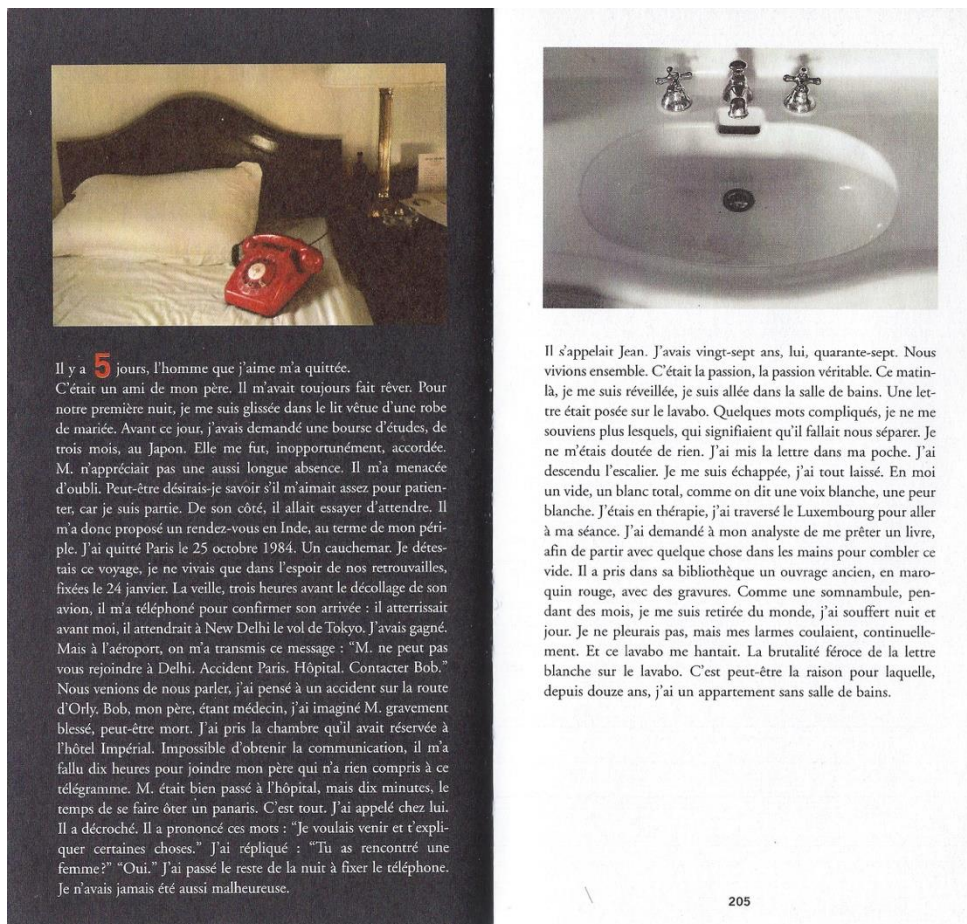 Il y a 5 jours, l'homme que j'aime m'a quittée.
C'était un ami de mon père. Il m'avait toujours fait rêver. Pour
notre première nuit, je me suis glissée dans le lit vêtue d'une robe
de mariée. Avant ce jour, j'avais demandé une bourse d'études, de
trois mois, au Japon. Elle me fut, inopportunément, accordée.
M. n'appréciait pas une aussi longue absence. Il m'a menacée
d'oubli. Peut-être désirais-je savoir s'il m'aimait assez pour patien-
ter, car je suis partie. De son côté, il allait essayer d'attendre. Il
m'a donc proposé un rendez-vous en Inde, au terme de mon péri-
ple. J'ai quitté Paris le 25 octobre 1984. Un cauchemar. Je détes-
tais ce voyage, je ne vivais que dans l'espoir de nos retrouvailles,
fixées le 24 janvier. La veille, trois heures avant le décollage de son
avion, il m'a téléphoné pour confirmer son arrivée : il atterrissait
avant moi, il attendrait à New Delhi le vol de Tokyo. J'avais gagné.
Mais à l'aéroport, on m'a transmis ce message : “M. ne peut pas
vous rejoindre à Delhi. Accident Paris. Hôpital. Contacter Bob.”
Nous venions de nous parler, j'ai pensé à un accident sur la route
d'Orly. Bob, mon père, étant médecin, j'ai imaginé M. gravement
blessé, peut-être mort. J'ai pris la chambre qu'il avait réservée à
l'hôtel Impérial. Impossible d'obtenir la communication, il m'a
fallu dix heures pour joindre mon père qui n'a rien compris à ce
télégramme. M. était bien passé à l'hôpital, mais dix minutes, le
temps de se faire ôter un panaris. C'est tout. J'ai appelé chez lui.
Il a décroché. Il a prononcé ces mots : “Je voulais venir et t'expli-
quer certaines choses.” J'ai répliqué : “Tu as rencontré une
femme?” “Oui.” J'ai passé le reste de la nuit à fixer le téléphone.
Je n'avais jamais été aussi malheureuse.
Il s'appelait Jean. J'avais vingt-sept ans, lui, quarante-sept. Nous
vivions ensemble. C'était la passion, la passion véritable. Ce matin-
là, je me suis réveillée, je suis allée dans la salle de bains. Une let-
tre était posée sur le lavabo. Quelques mots compliqués, je ne me
souviens plus lesquels, qui signifiaient qu'il fallait nous séparer. Je
ne m'étais doutée de rien. J'ai mis la lettre dans ma poche. J'ai
descendu l'escalier. Je me suis échappée, j'ai tout laissé. En moi
un vide, un blanc total, comme on dit une voix blanche, une peur
blanche. J'étais en thérapie, j'ai traversé le Luxembourg pour aller
à ma séance. J'ai demandé à mon analyste de me prêter un livre,
afin de partir avec quelque chose dans les mains pour combler ce
vide. Il a pris dans sa bibliothèque un ouvrage ancien, en maro-
quin rouge, avec des gravures. Comme une somnambule, pen-
dant des mois, je me suis retirée du monde, j'ai souffert nuit et
jour. Je ne pleurais pas, mais mes larmes coulaient, continuelle-
ment. Et ce lavabo me hantait. La brutalité féroce de la lettre
blanche sur le lavabo. C'est peut-être la raison pour laquelle,
depuis douze ans, j'ai un appartement sans salle de bains.
205